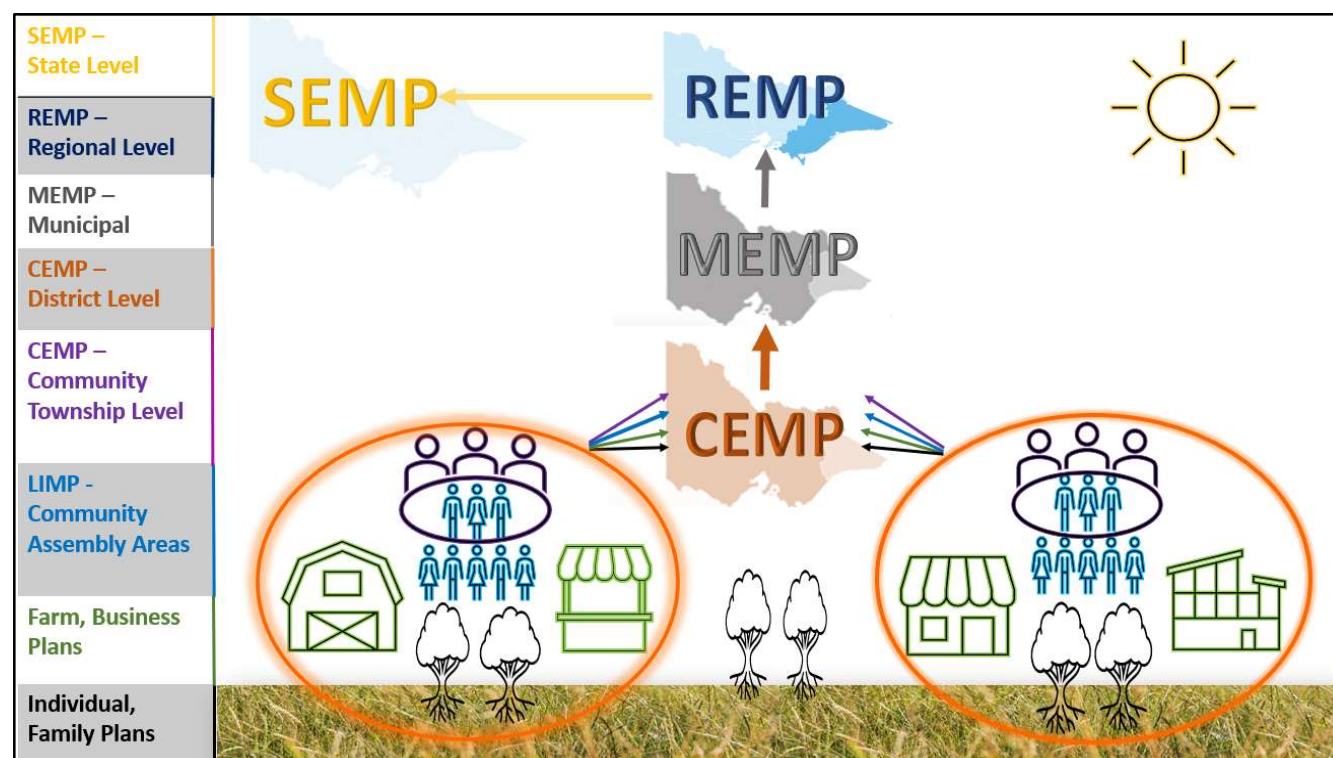 SEMP –
State Level
REMP –
Regional Level
MEMP –
Municipal
CEMP –
District Level
CEMP –
Community
Township Level
LIMP -
Community
Assembly Areas
Farm, Business
Plans
Individual,
Family Plans
SEMP
REMP
MEMP
CEMP